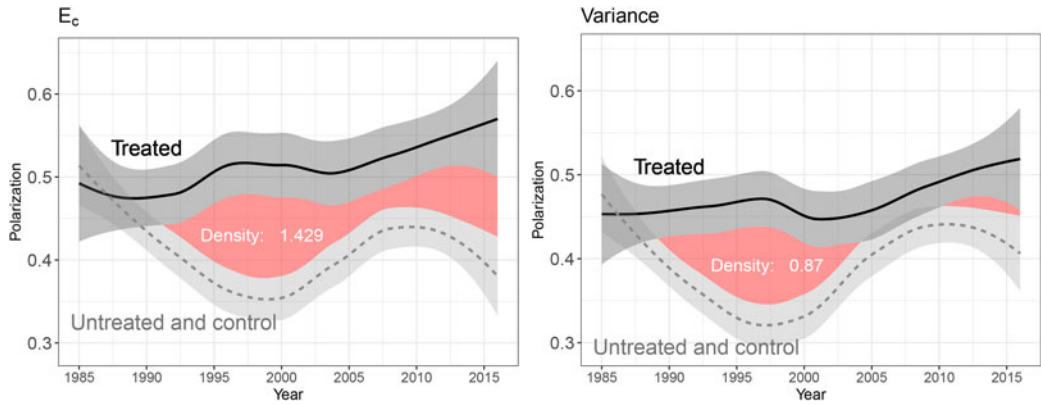 E_c
Variance
Polarization
0.6
0.5
0.4
0.3
Treated
Density: 1.429
Untreated and control
1985 1990 1995 2000 2005 2010 2015
Year
Polarization
0.6
0.5
0.4
0.3
Treated
Density: 0.87
Untreated and control
1985 1990 1995 2000 2005 2010 2015
Year